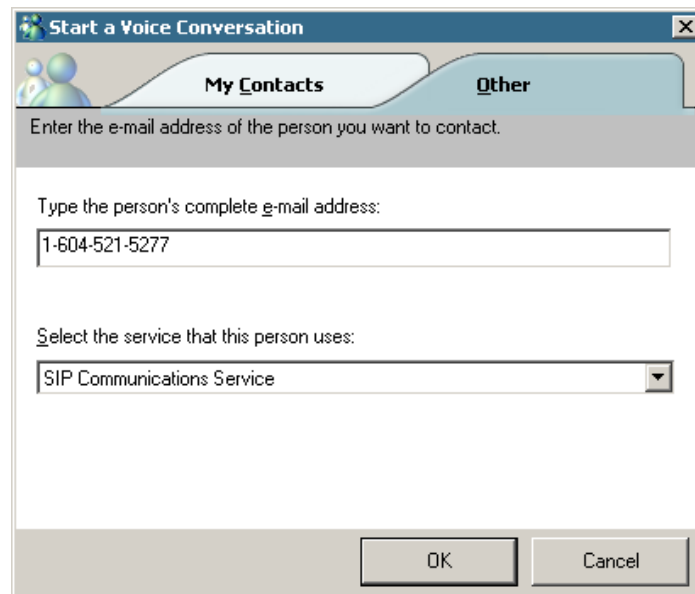 Start a Voice Conversation
My Contacts
Other
Enter the e-mail address of the person you want to contact.
Type the person's complete e-mail address:
1-604-521-5277
Select the service that this person uses:
SIP Communications Service
OK
Cancel